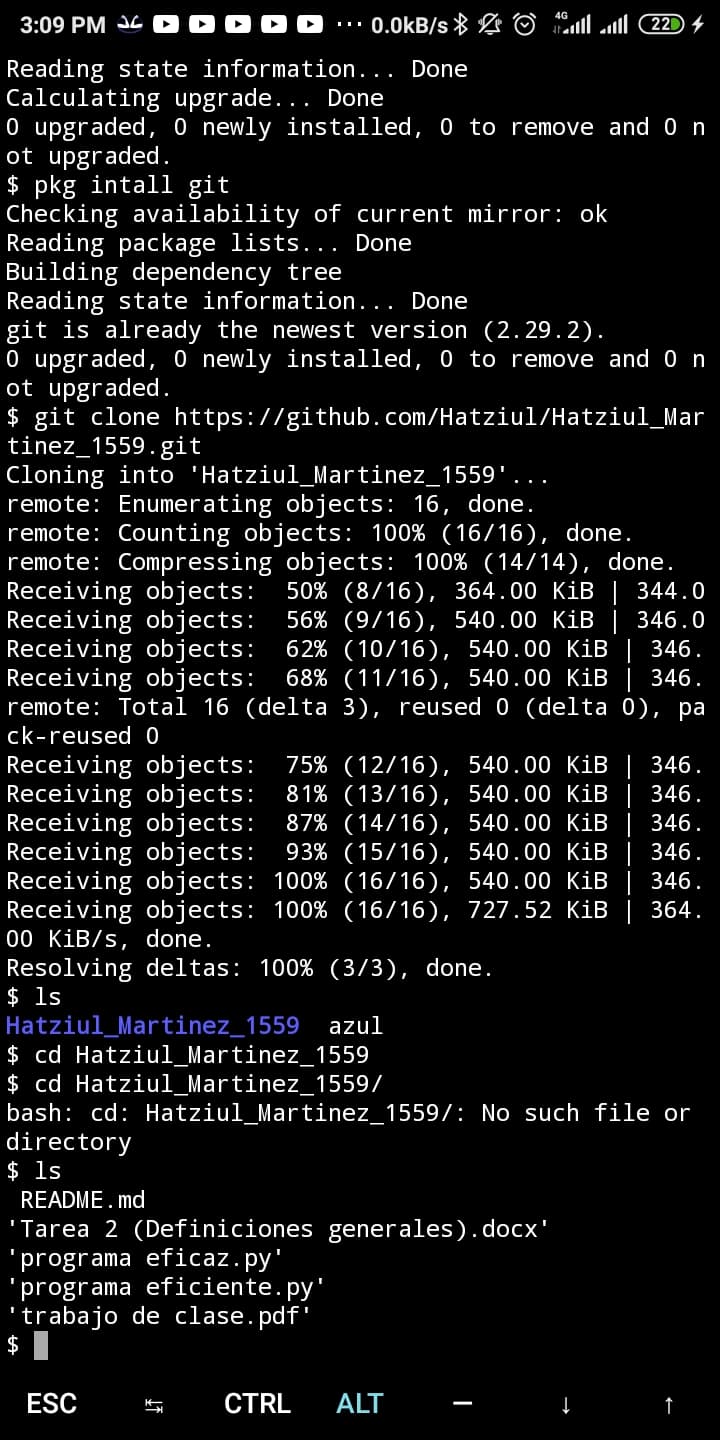 3:09 PM ··· 0.0kB/s 4G 22
Reading state information... Done
Calculating upgrade... Done
0 upgraded, 0 newly installed, 0 to remove and 0 n
ot upgraded.
$ pkg intall git
Checking availability of current mirror: ok
Reading package lists... Done
Building dependency tree
Reading state information... Done
git is already the newest version (2.29.2).
0 upgraded, 0 newly installed, 0 to remove and 0 n
ot upgraded.
$ git clone https://github.com/Hatziul/Hatziul_Mar
tinez_1559.git
Cloning into 'Hatziul_Martinez_1559'...
remote: Enumerating objects: 16, done.
remote: Counting objects: 100% (16/16), done.
remote: Compressing objects: 100% (14/14), done.
Receiving objects:  50% (8/16), 364.00 KiB | 344.0
Receiving objects:  56% (9/16), 540.00 KiB | 346.0
Receiving objects:  62% (10/16), 540.00 KiB | 346.
Receiving objects:  68% (11/16), 540.00 KiB | 346.
remote: Total 16 (delta 3), reused 0 (delta 0), pa
ck-reused 0
Receiving objects:  75% (12/16), 540.00 KiB | 346.
Receiving objects:  81% (13/16), 540.00 KiB | 346.
Receiving objects:  87% (14/16), 540.00 KiB | 346.
Receiving objects:  93% (15/16), 540.00 KiB | 346.
Receiving objects: 100% (16/16), 540.00 KiB | 346.
Receiving objects: 100% (16/16), 727.52 KiB | 364.
00 KiB/s, done.
Resolving deltas: 100% (3/3), done.
$ ls
Hatziul_Martinez_1559  azul
$ cd Hatziul_Martinez_1559
$ cd Hatziul_Martinez_1559/
bash: cd: Hatziul_Martinez_1559/: No such file or
directory
$ ls
 README.md
'Tarea 2 (Definiciones generales).docx'
'programa eficaz.py'
'programa eficiente.py'
'trabajo de clase.pdf'
$
ESC ↹ CTRL ALT — ↓ ↑